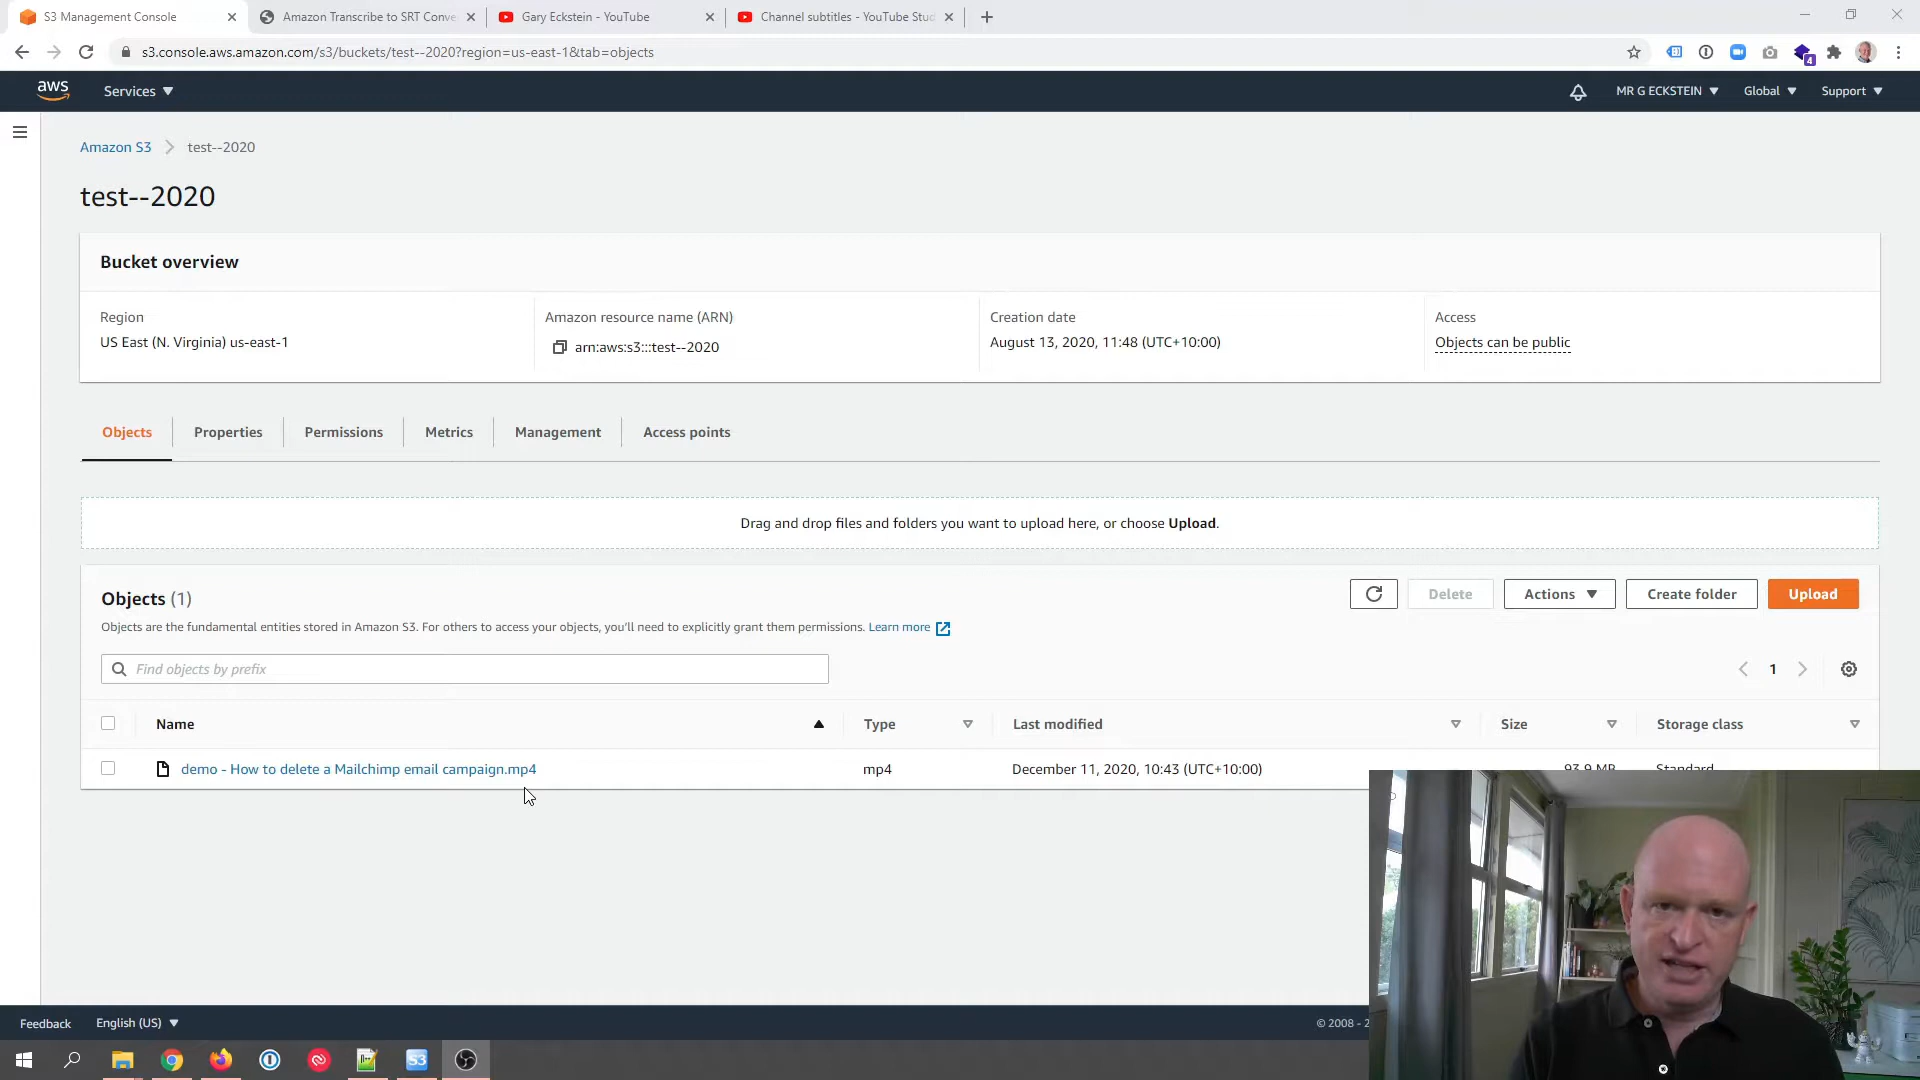 S3 Management Console
Amazon Transcribe to SRT Conve
Gary Eckstein - YouTube
Channel subtitles - YouTube Stud
s3.console.aws.amazon.com/s3/buckets/test--2020?region=us-east-1&tab=objects
4
aws
Services
MR G ECKSTEIN
Global
Support
Amazon S3
test--2020
test--2020
Bucket overview
Region
US East (N. Virginia) us-east-1
Amazon resource name (ARN)
arn:aws:s3:::test--2020
Creation date
August 13, 2020, 11:48 (UTC+10:00)
Access
Objects can be public
Objects
Properties
Permissions
Metrics
Management
Access points
Drag and drop files and folders you want to upload here, or choose Upload.
Objects (1)
Delete
Actions
Create folder
Upload
Objects are the fundamental entities stored in Amazon S3. For others to access your objects, you'll need to explicitly grant them permissions. Learn more
Find objects by prefix
1
Name
Type
Last modified
Size
Storage class
demo - How to delete a Mailchimp email campaign.mp4
mp4
December 11, 2020, 10:43 (UTC+10:00)
93.9 MB
Standard
Feedback
English (US)
© 2008 - 2
S3